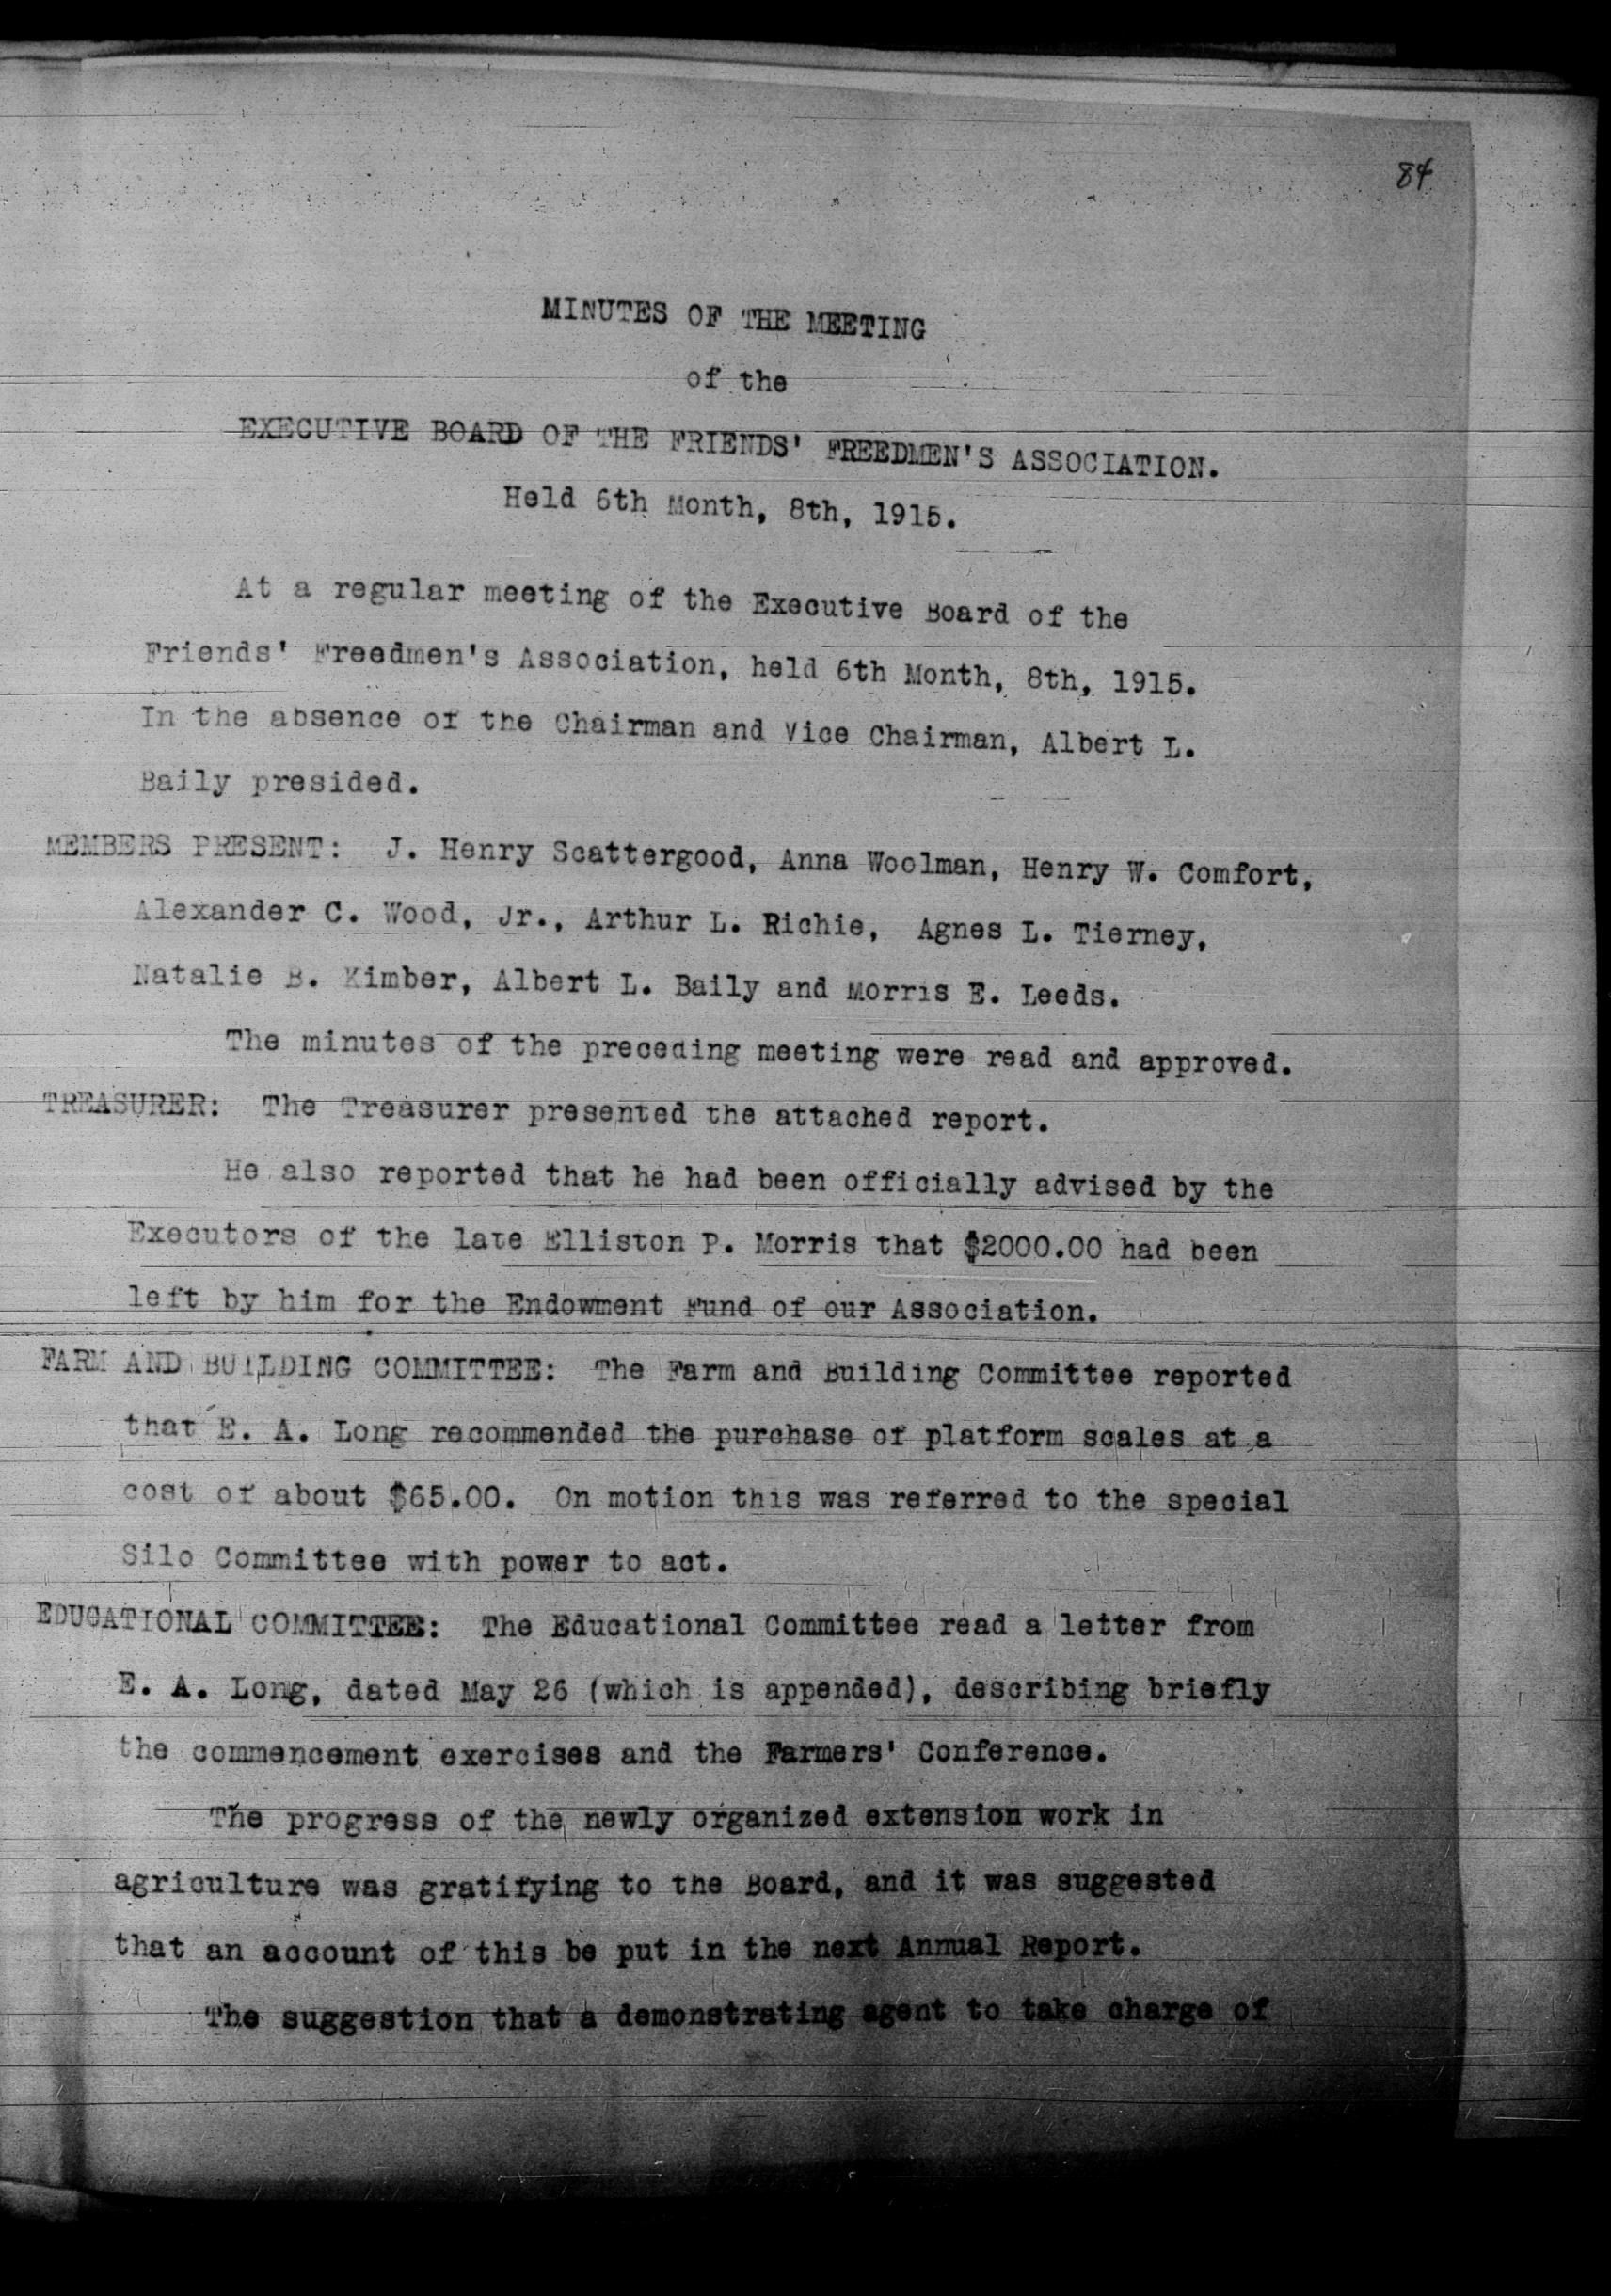 84
MINUTES OF THE MEETING
of the
EXECUTIVE BOARD OF THE FRIENDS' FREEDMEN'S ASSOCIATION.
Held 6th Month, 8th, 1915.
At a regular meeting of the Executive Board of the
Friends' Freedmen's Association, held 6th Month, 8th, 1915.
In the absence of the Chairman and Vice Chairman, Albert L.
Baily presided.
MEMBERS PRESENT: J. Henry Scattergood, Anna Woolman, Henry W. Comfort,
Alexander C. Wood, Jr., Arthur L. Richie, Agnes L. Tierney,
Natalie B. Kimber, Albert L. Baily and Morris E. Leeds.
The minutes of the preceding meeting were read and approved.
TREASURER: The Treasurer presented the attached report.
He also reported that he had been officially advised by the
Executors of the late Elliston P. Morris that $2000.00 had been
left by him for the Endowment Fund of our Association.
FARM AND BUILDING COMMITTEE: The Farm and Building Committee reported
that E. A. Long recommended the purchase of platform scales at a
cost of about $65.00. On motion this was referred to the special
Silo Committee with power to act.
EDUCATIONAL COMMITTEE: The Educational Committee read a letter from
E. A. Long, dated May 26 (which is appended), describing briefly
the commencement exercises and the Farmers' Conference.
The progress of the newly organized extension work in
agriculture was gratifying to the Board, and it was suggested
that an account of this be put in the next Annual Report.
The suggestion that a demonstrating agent to take charge of